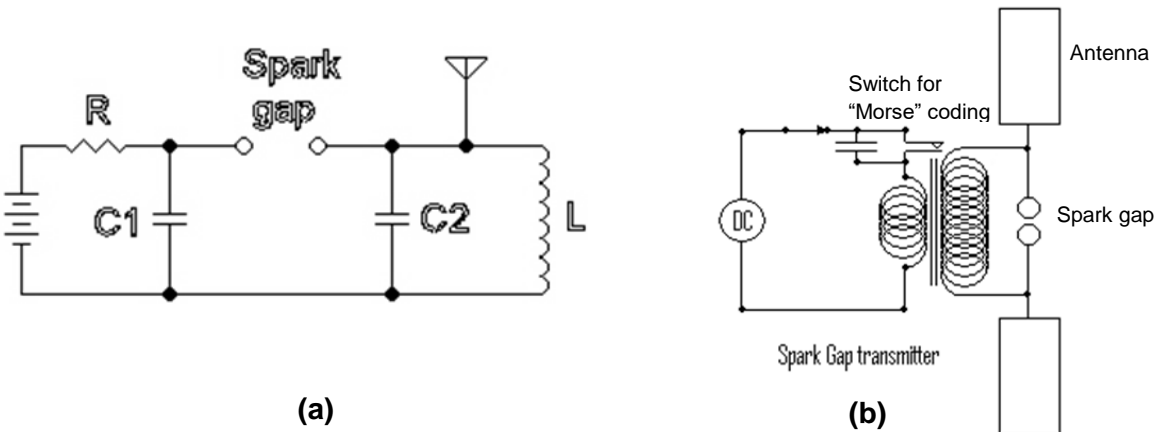 Spark
gap
R
C1
C2
L
(a)
Antenna
Switch for
“Morse” coding
DC
Spark gap
Spark Gap transmitter
(b)